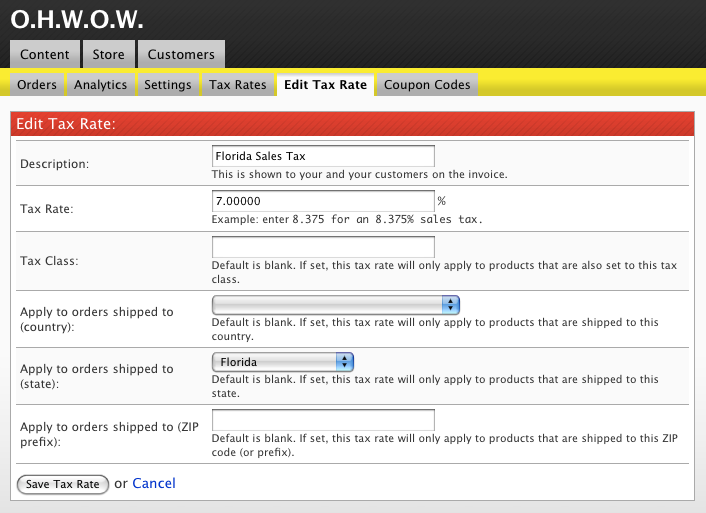 O.H.W.O.W.
Content Store Customers
Orders Analytics Settings Tax Rates Edit Tax Rate Coupon Codes
Edit Tax Rate:
Description:
Florida Sales Tax
This is shown to your and your customers on the invoice.
Tax Rate:
7.00000 %
Example: enter 8.375 for an 8.375% sales tax.
Tax Class:
Default is blank. If set, this tax rate will only apply to products that are also set to this tax
class.
Apply to orders shipped to
(country):
Default is blank. If set, this tax rate will only apply to products that are shipped to this
country.
Apply to orders shipped to
(state):
Florida
Default is blank. If set, this tax rate will only apply to products that are shipped to this
state.
Apply to orders shipped to (ZIP
prefix):
Default is blank. If set, this tax rate will only apply to products that are shipped to this ZIP
code (or prefix).
Save Tax Rate or Cancel